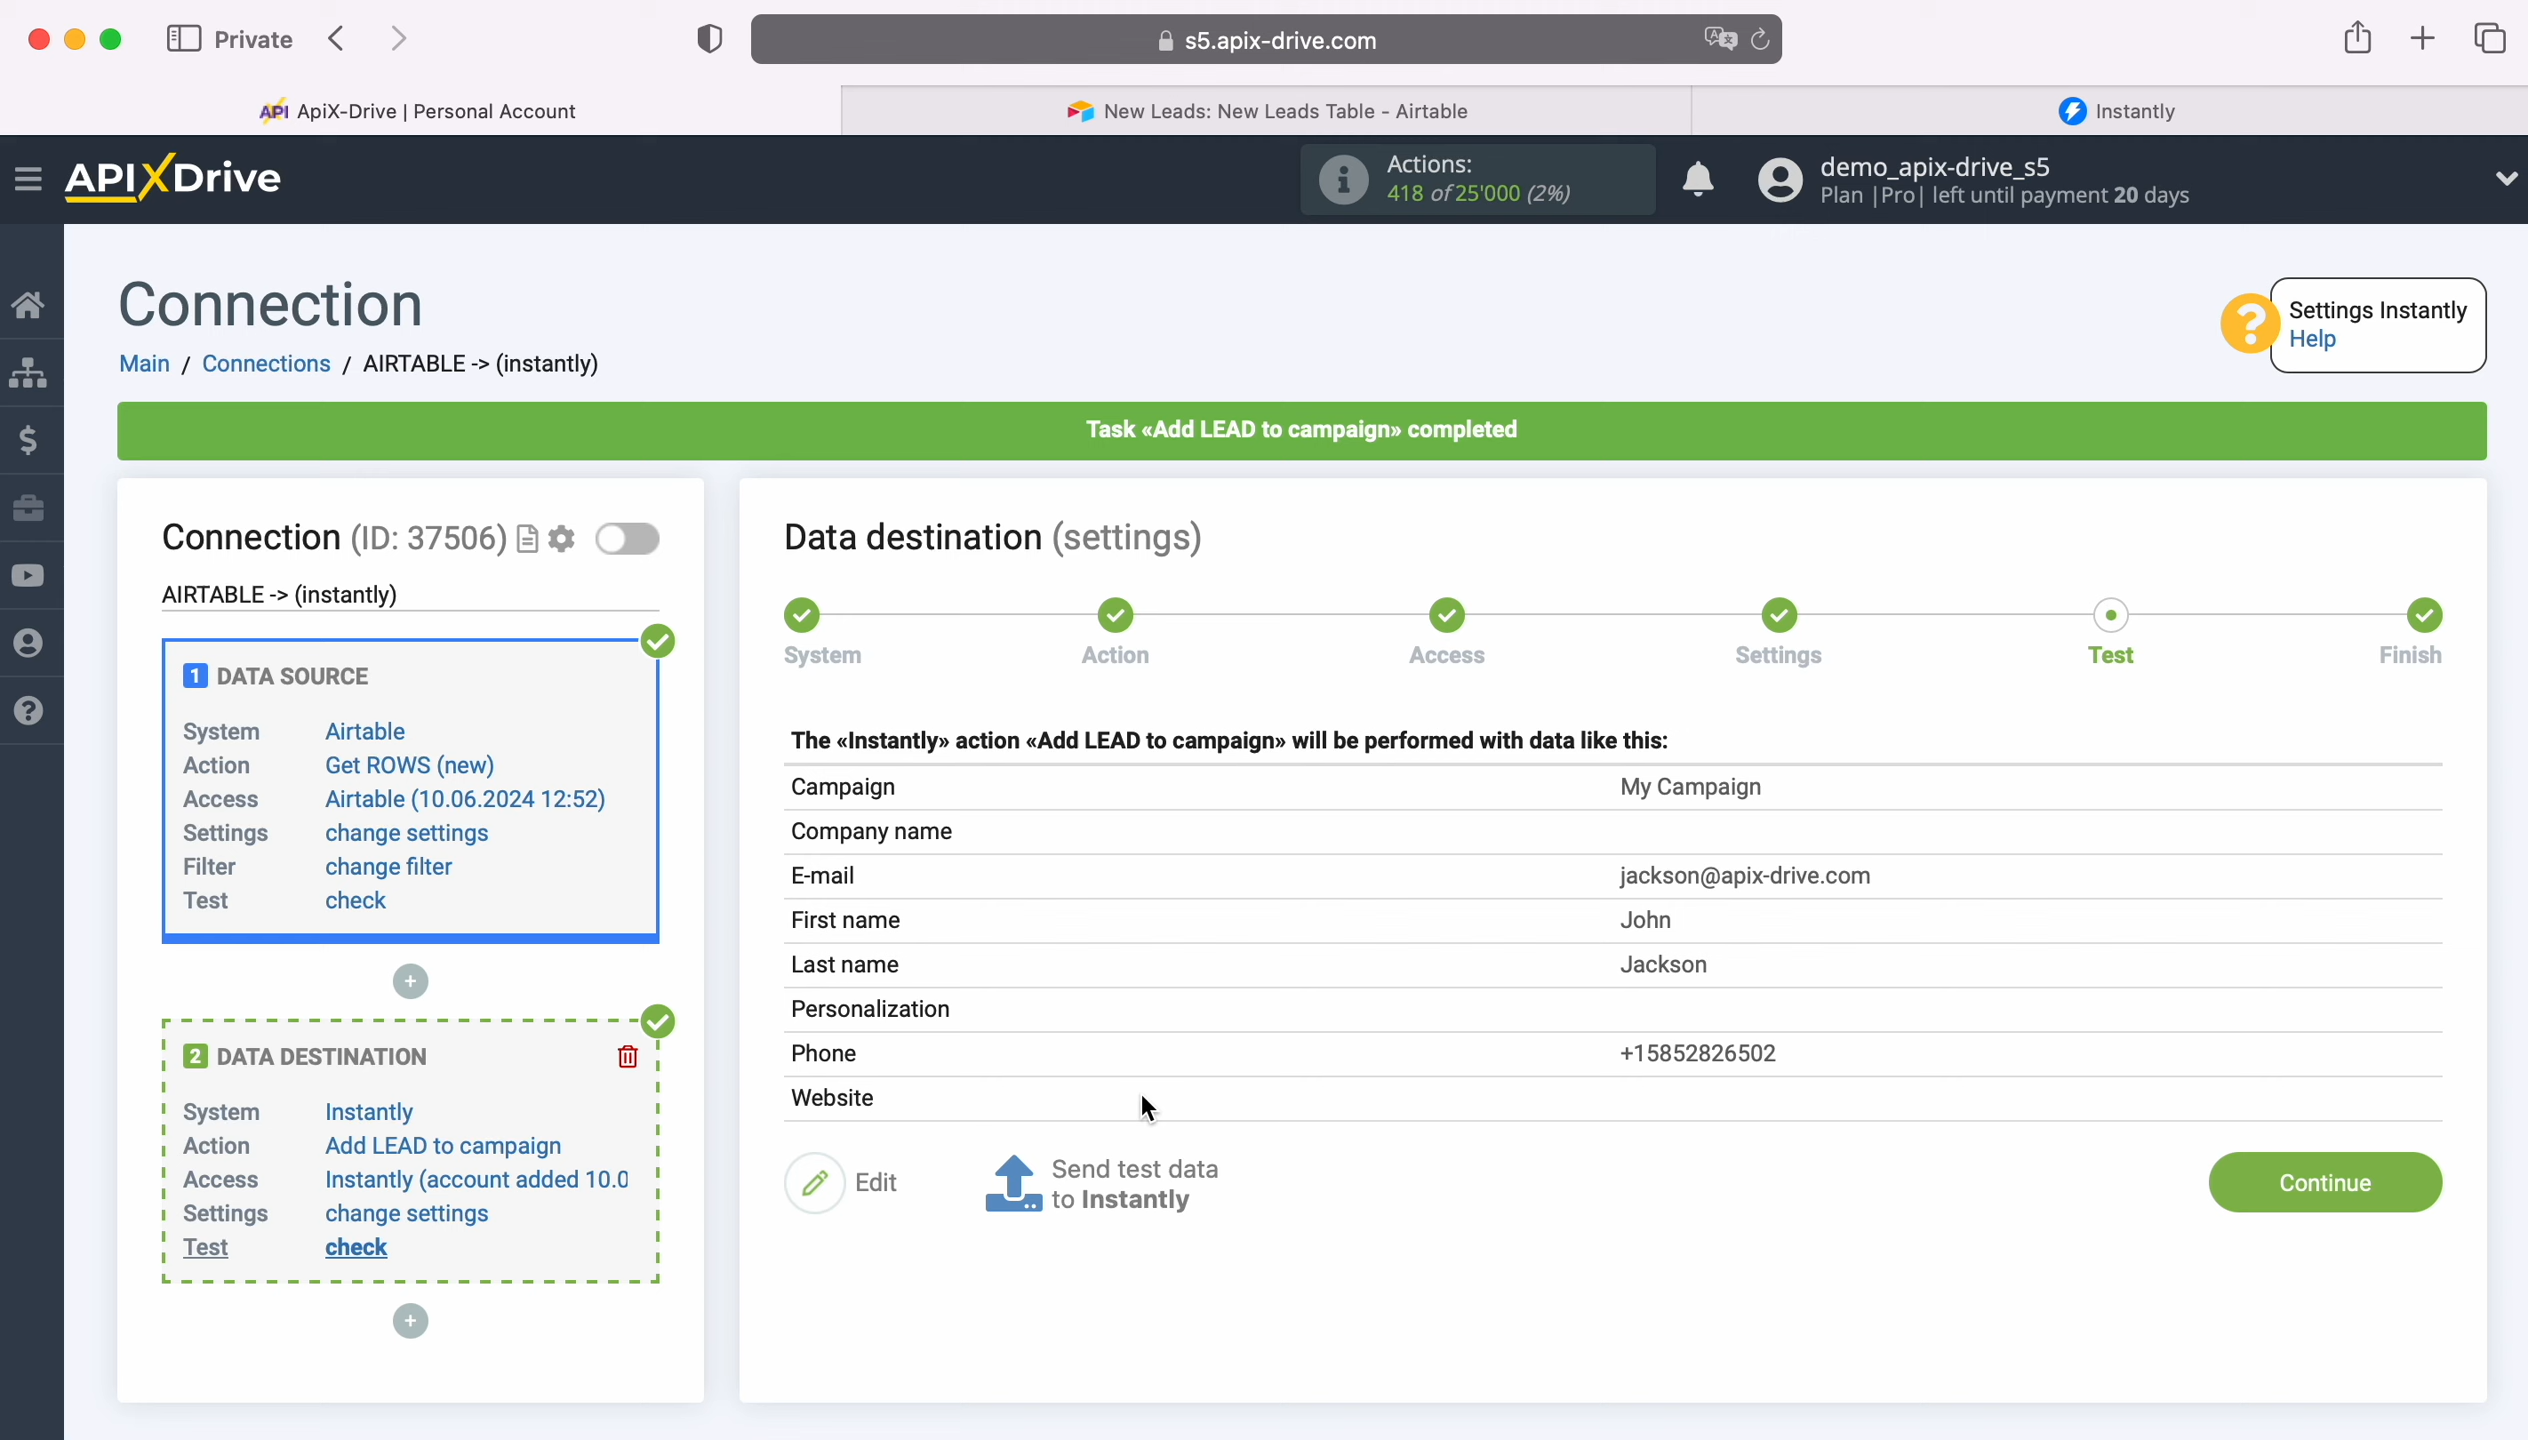 Private
s5.apix-drive.com
API ApiX-Drive | Personal Account
New Leads: New Leads Table - Airtable
Instantly
APIXDrive
Actions:
418 of 25'000 (2%)
demo_apix-drive_s5
Plan |Pro| left until payment 20 days
Connection
Main / Connections / AIRTABLE -> (instantly)
Settings Instantly
Help
Task «Add LEAD to campaign» completed
Connection (ID: 37506)
AIRTABLE -> (instantly)
1 DATA SOURCE
System Airtable
Action Get ROWS (new)
Access Airtable (10.06.2024 12:52)
Settings change settings
Filter change filter
Test check
2 DATA DESTINATION
System Instantly
Action Add LEAD to campaign
Access Instantly (account added 10.0
Settings change settings
Test check
Data destination (settings)
System
Action
Access
Settings
Test
Finish
The «Instantly» action «Add LEAD to campaign» will be performed with data like this:
Campaign My Campaign
Company name
E-mail jackson@apix-drive.com
First name John
Last name Jackson
Personalization
Phone +15852826502
Website
Edit
Send test data
to Instantly
Continue